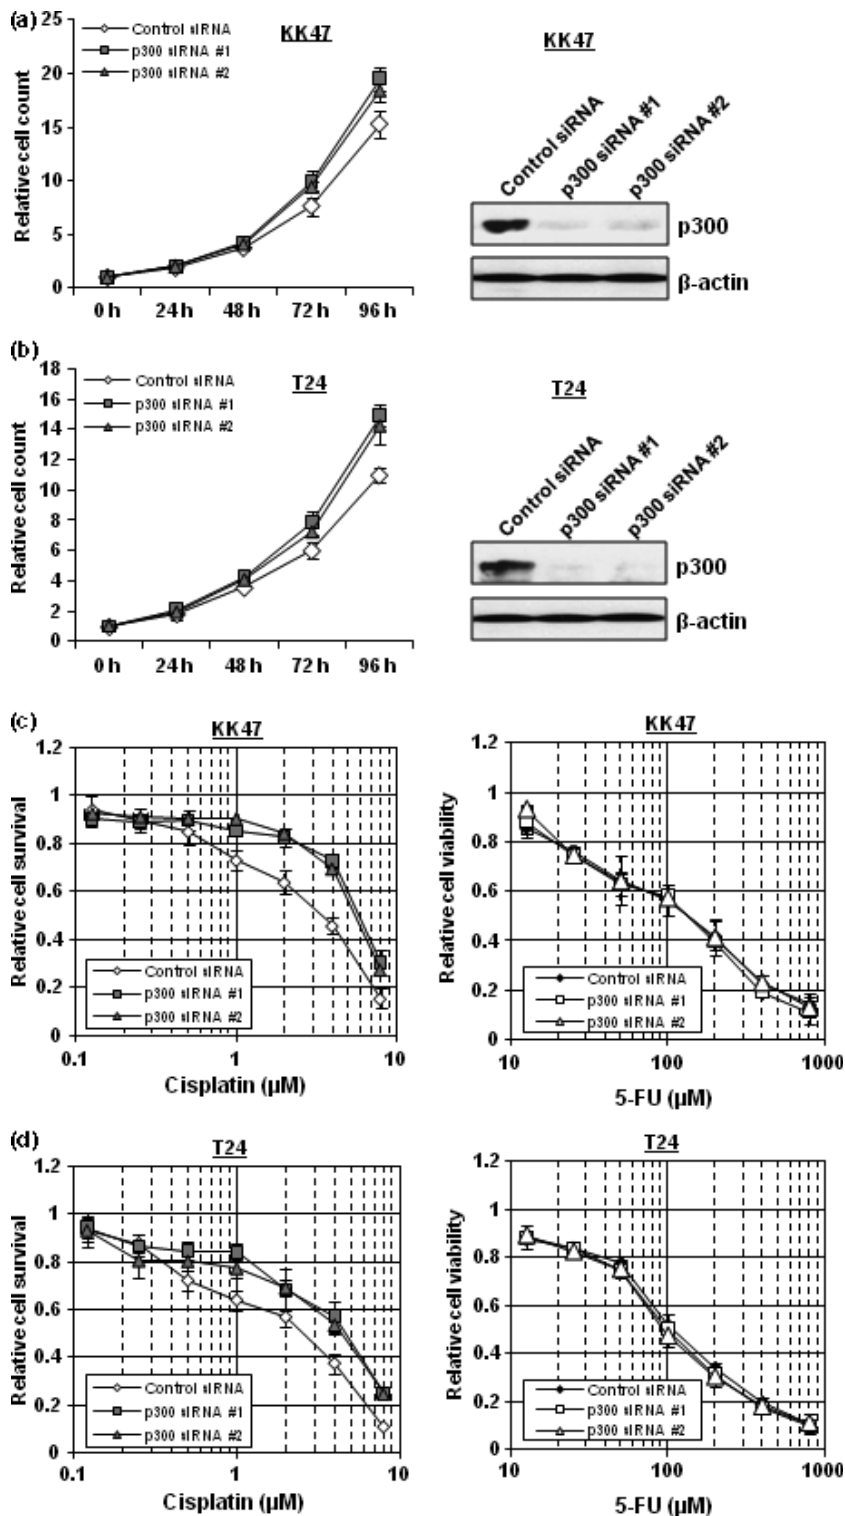 (a)
KK47
Control siRNA
p300 siRNA #1
p300 siRNA #2
Relative cell count
25
20
15
10
5
0
0 h 24 h 48 h 72 h 96 h
KK47
Control siRNA
p300 siRNA #1
p300 siRNA #2
p300
β-actin
(b)
T24
Control siRNA
p300 siRNA #1
p300 siRNA #2
Relative cell count
18
16
14
12
10
8
6
4
2
0
0 h 24 h 48 h 72 h 96 h
T24
Control siRNA
p300 siRNA #1
p300 siRNA #2
p300
β-actin
(c)
KK47
Relative cell survival
1.2
1
0.8
0.6
0.4
0.2
0
Control siRNA
p300 siRNA #1
p300 siRNA #2
0.1 1 10
Cisplatin (µM)
KK47
Relative cell viability
1.2
1
0.8
0.6
0.4
0.2
0
Control siRNA
p300 siRNA #1
p300 siRNA #2
10 100 1000
5-FU (µM)
(d)
T24
Relative cell survival
1.2
1
0.8
0.6
0.4
0.2
0
Control siRNA
p300 siRNA #1
p300 siRNA #2
0.1 1 10
Cisplatin (µM)
T24
Relative cell viability
1.2
1
0.8
0.6
0.4
0.2
0
Control siRNA
p300 siRNA #1
p300 siRNA #2
10 100 1000
5-FU (µM)